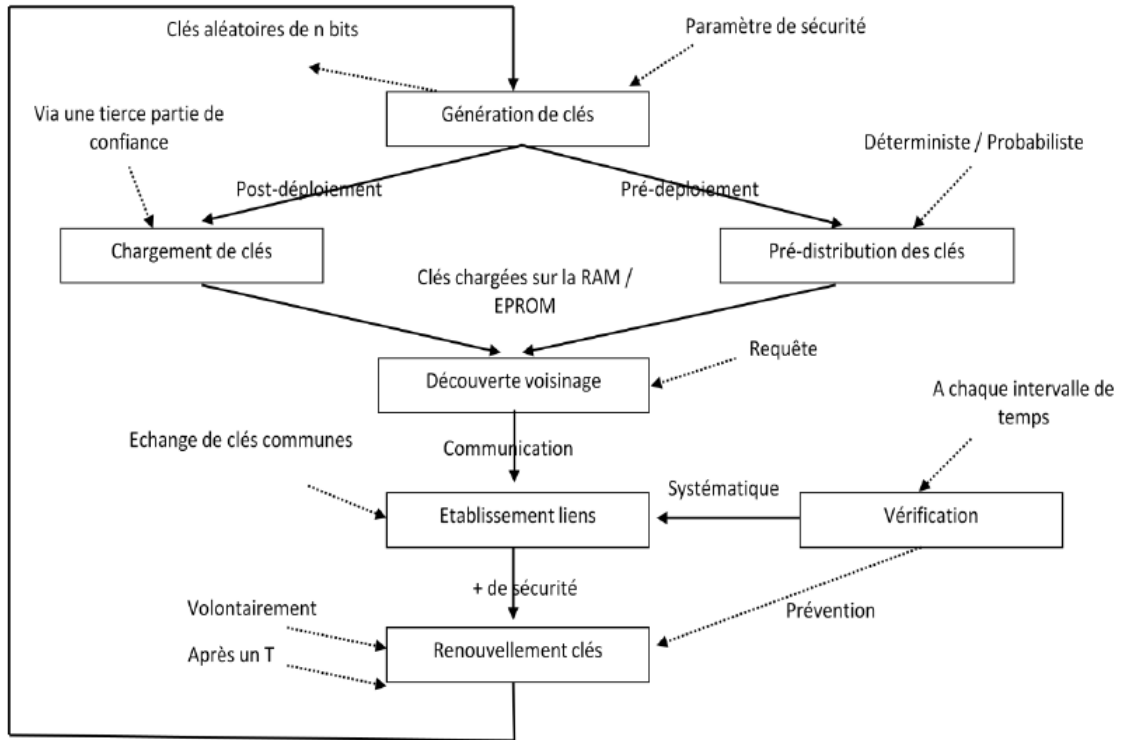 Clés aléatoires de n bits
Paramètre de sécurité
Génération de clés
Via une tierce partie de
confiance
Déterministe / Probabiliste
Post-déploiement
Pré-déploiement
Chargement de clés
Pré-distribution des clés
Clés chargées sur la RAM /
EPROM
Requête
Découverte voisinage
A chaque intervalle de
temps
Echange de clés communes
Communication
Systématique
Etablissement liens
Vérification
+ de sécurité
Volontairement
Prévention
Après un T
Renouvellement clés